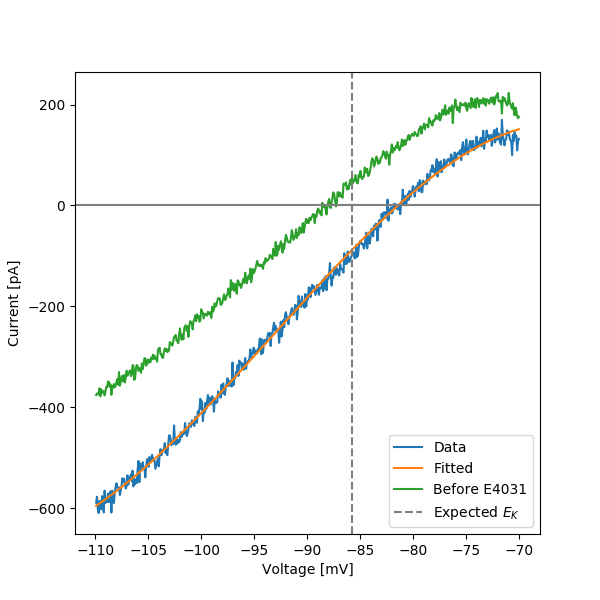 200
0
−200
−400
−600
Current [pA]
Data
Fitted
Before E4031
Expected E_K
−110 −105 −100 −95 −90 −85 −80 −75 −70
Voltage [mV]